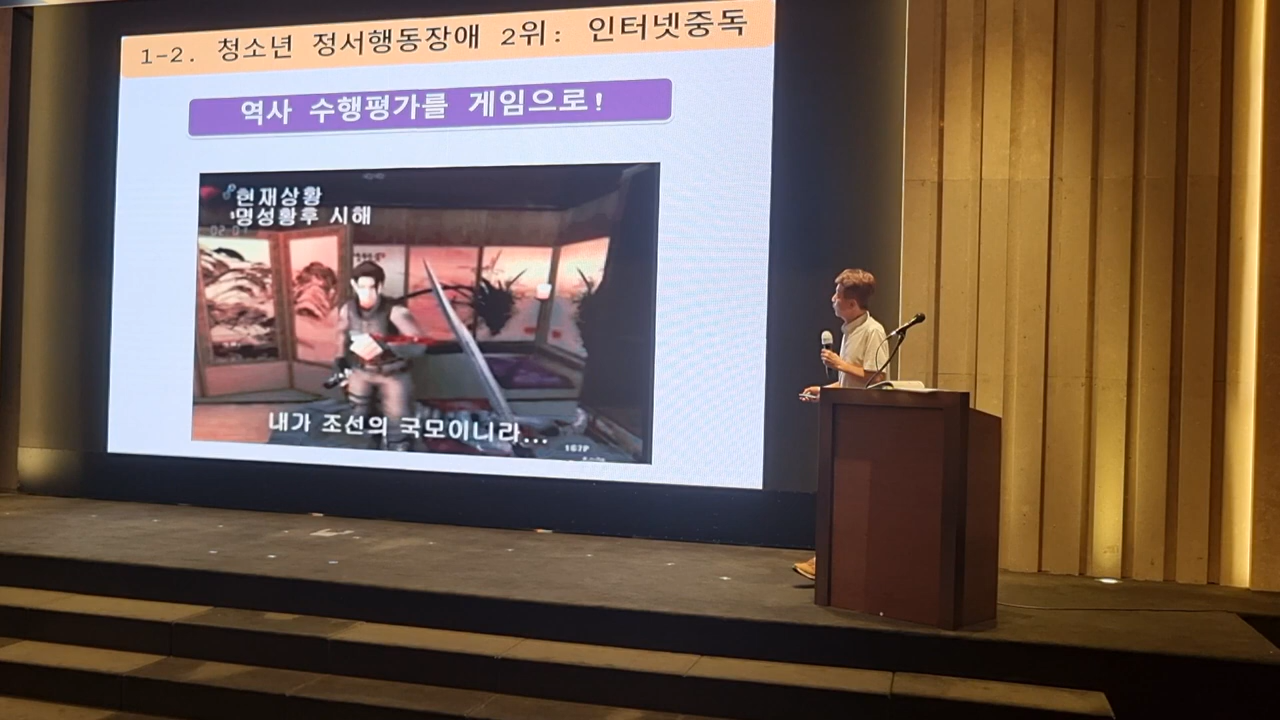 1-2. 청소년 정서행동장애 2위: 인터넷중독
역사 수행평가를 게임으로!
현재상황
명성황후 시해
내가 조선의 국모이니라...